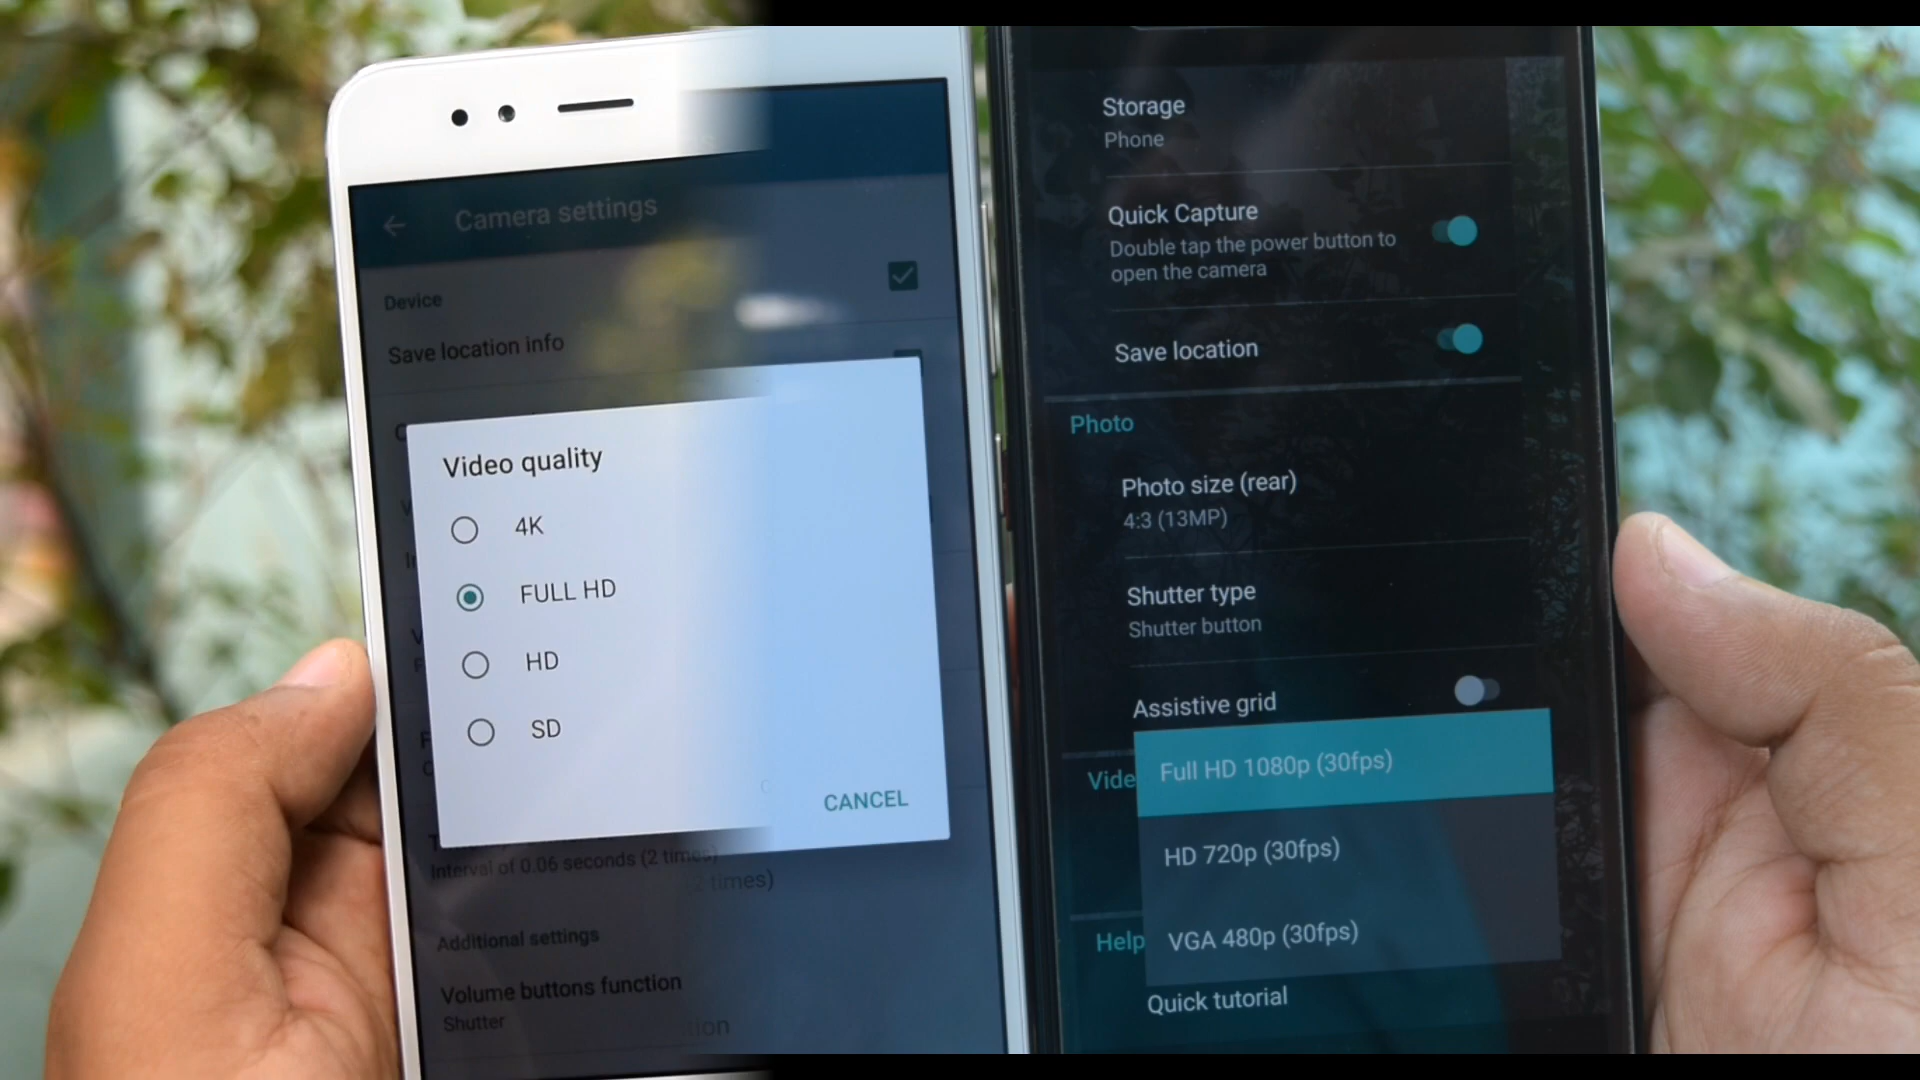 Camera settings
Device
Save location info
Video quality
4K
FULL HD
HD
SD
CANCEL
Interval of 0.06 seconds (2 times)
2 times)
Additional settings
Volume buttons function
Shutter
Storage
Phone
Quick Capture
Double tap the power button to
open the camera
Save location
Photo
Photo size (rear)
4:3 (13MP)
Shutter type
Shutter button
Assistive grid
Vide
Full HD 1080p (30fps)
HD 720p (30fps)
VGA 480p (30fps)
Help
Quick tutorial